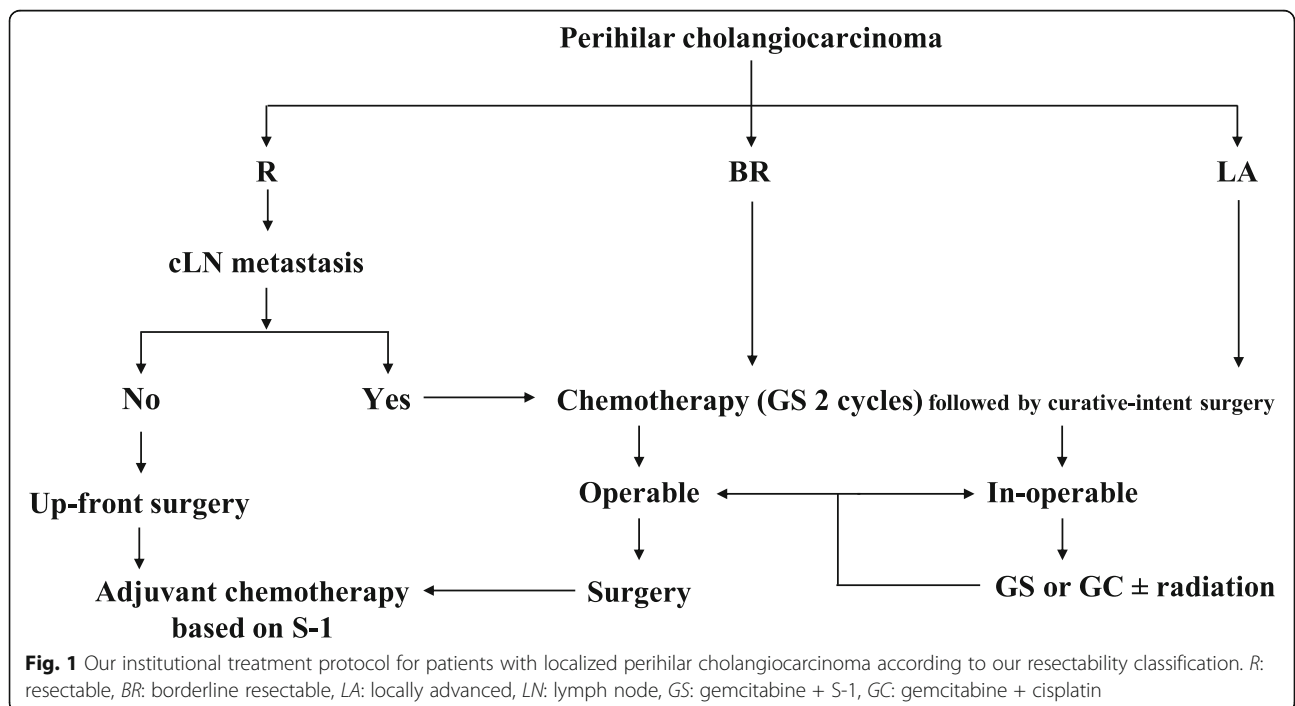 Perihilar cholangiocarcinoma
R BR LA
cLN metastasis
No Yes Chemotherapy (GS 2 cycles) followed by curative-intent surgery
Up-front surgery Operable In-operable
Adjuvant chemotherapy Surgery GS or GC ± radiation
based on S-1
Fig. 1 Our institutional treatment protocol for patients with localized perihilar cholangiocarcinoma according to our resectability classification. R:
resectable, BR: borderline resectable, LA: locally advanced, LN: lymph node, GS: gemcitabine + S-1, GC: gemcitabine + cisplatin